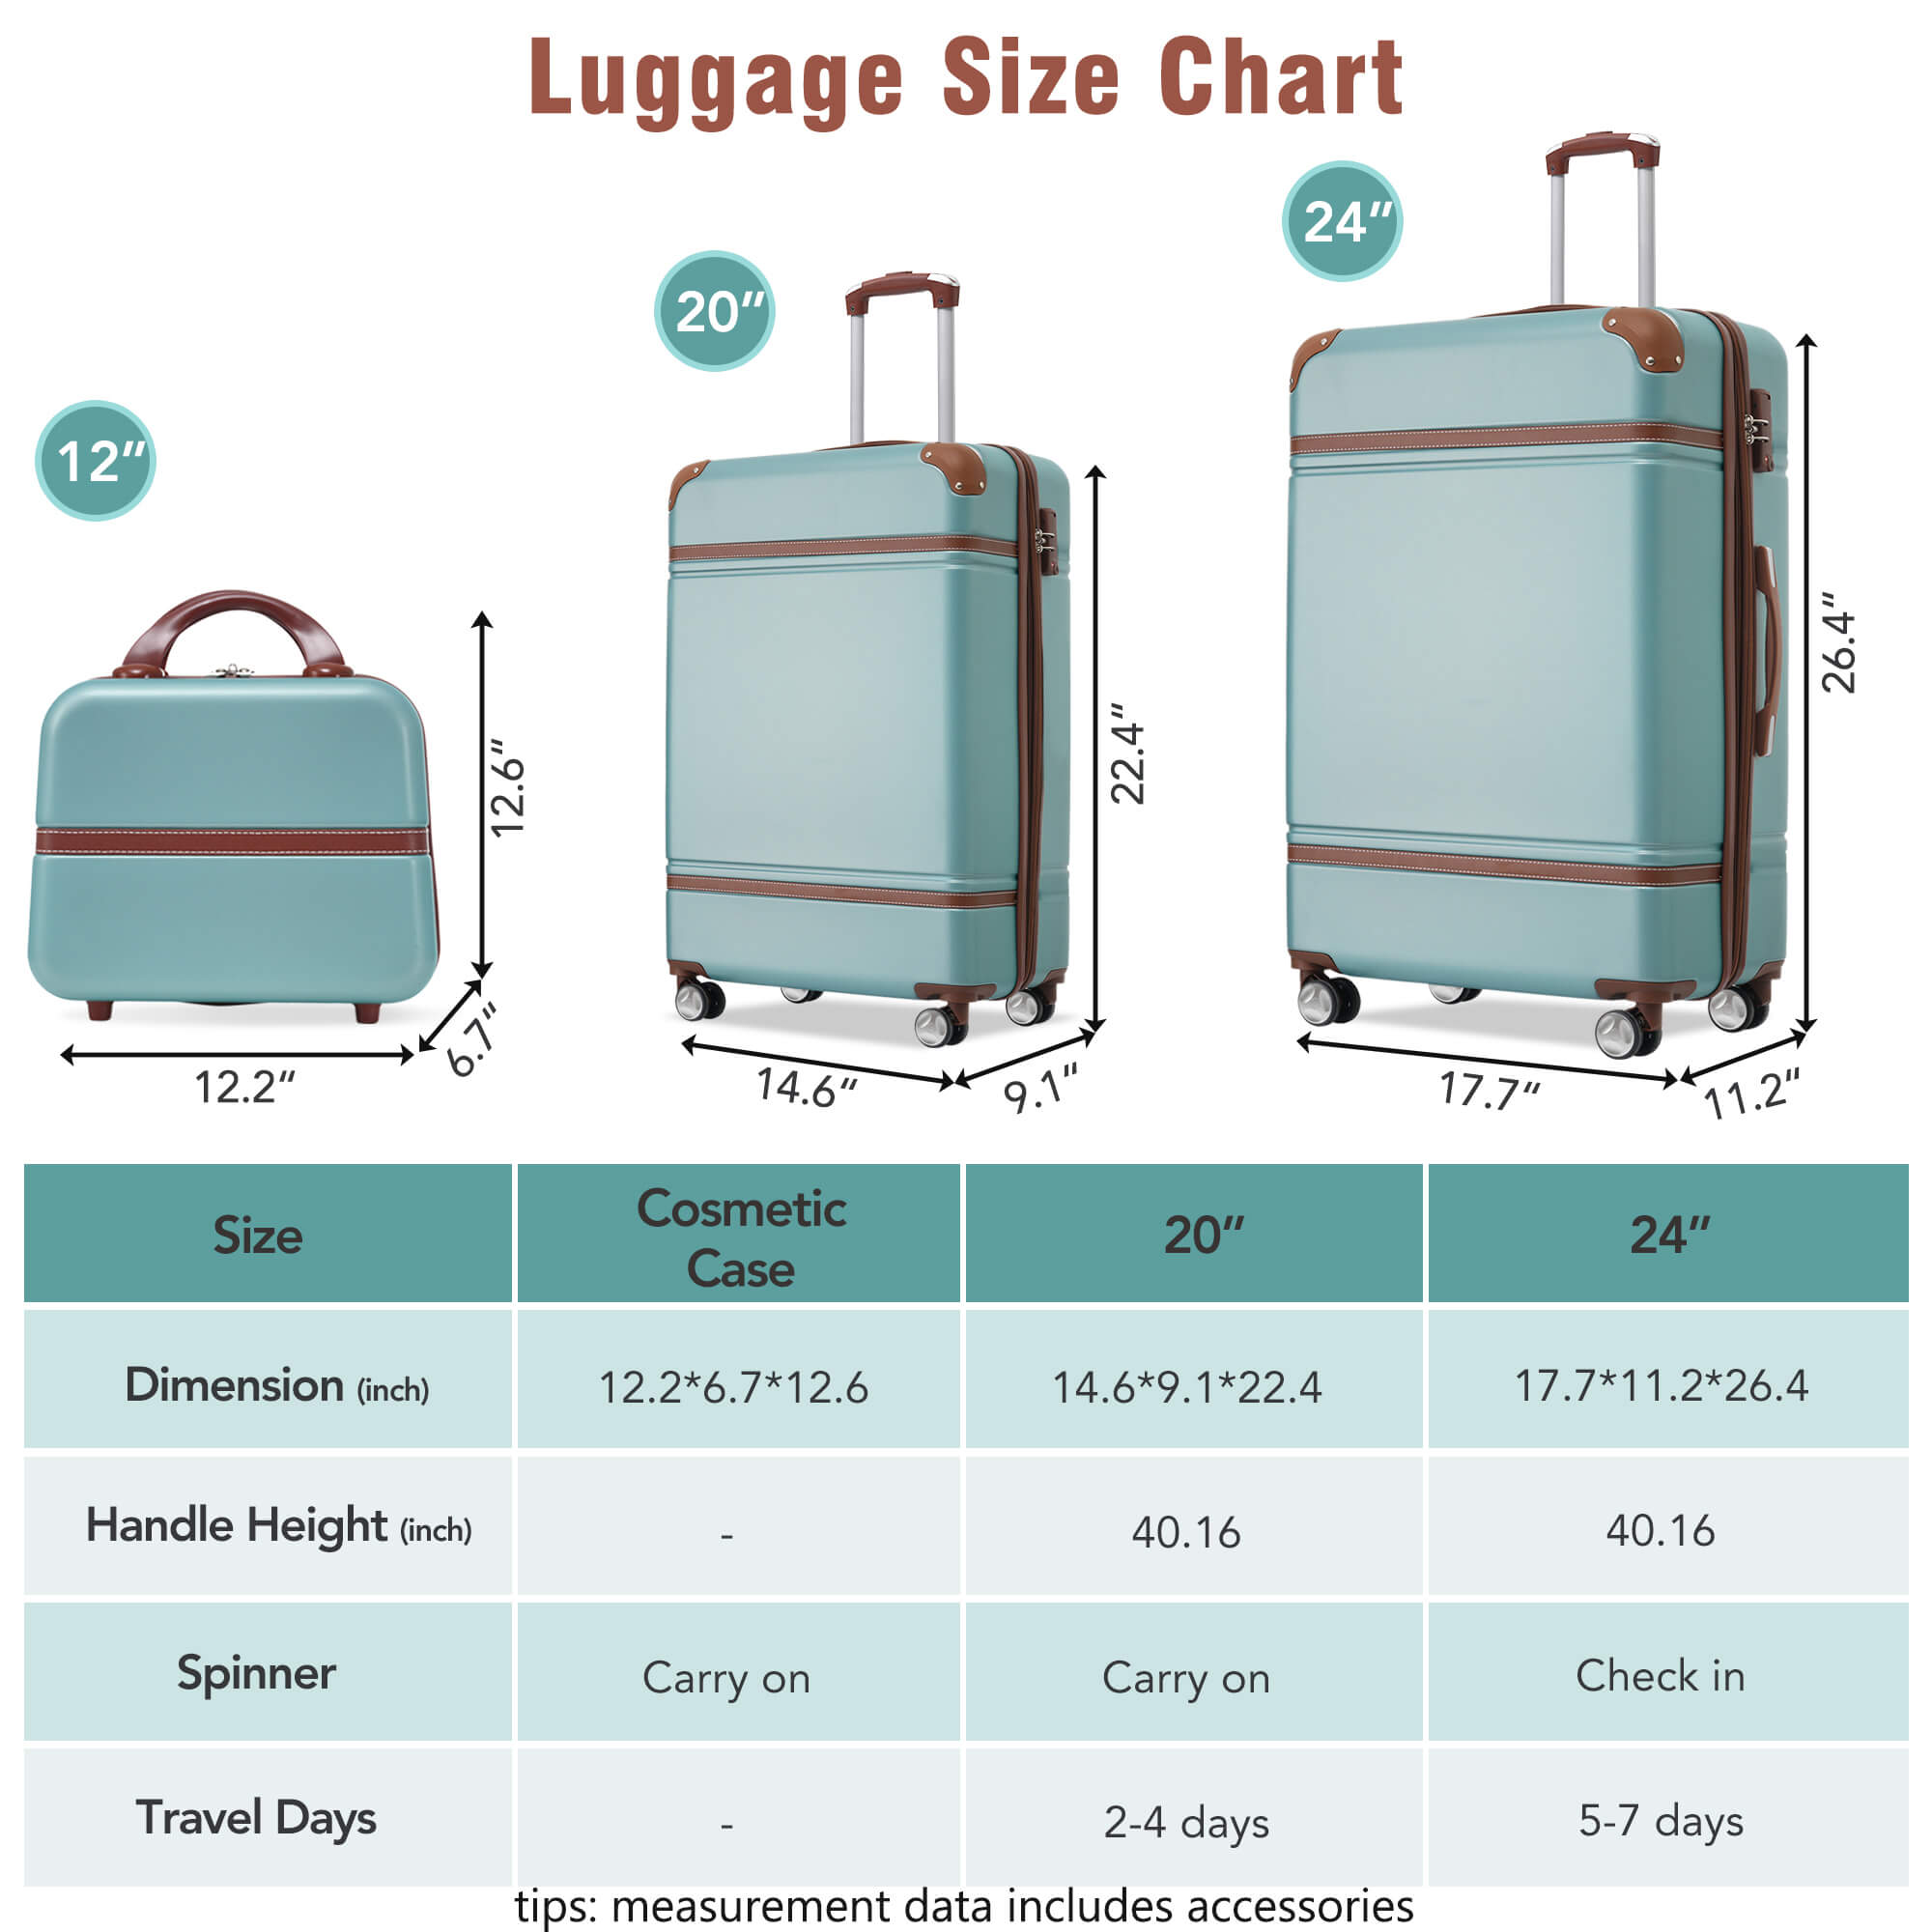 Luggage Size Chart
12”
20”
24”
12.6”
12.2”
6.7”
22.4”
14.6”
9.1”
26.4”
17.7”
11.2”
Size
Cosmetic
Case
20”
24”
Dimension (inch)
12.2*6.7*12.6
14.6*9.1*22.4
17.7*11.2*26.4
Handle Height (inch)
-
40.16
40.16
Spinner
Carry on
Carry on
Check in
Travel Days
-
2-4 days
5-7 days
tips: measurement data includes accessories